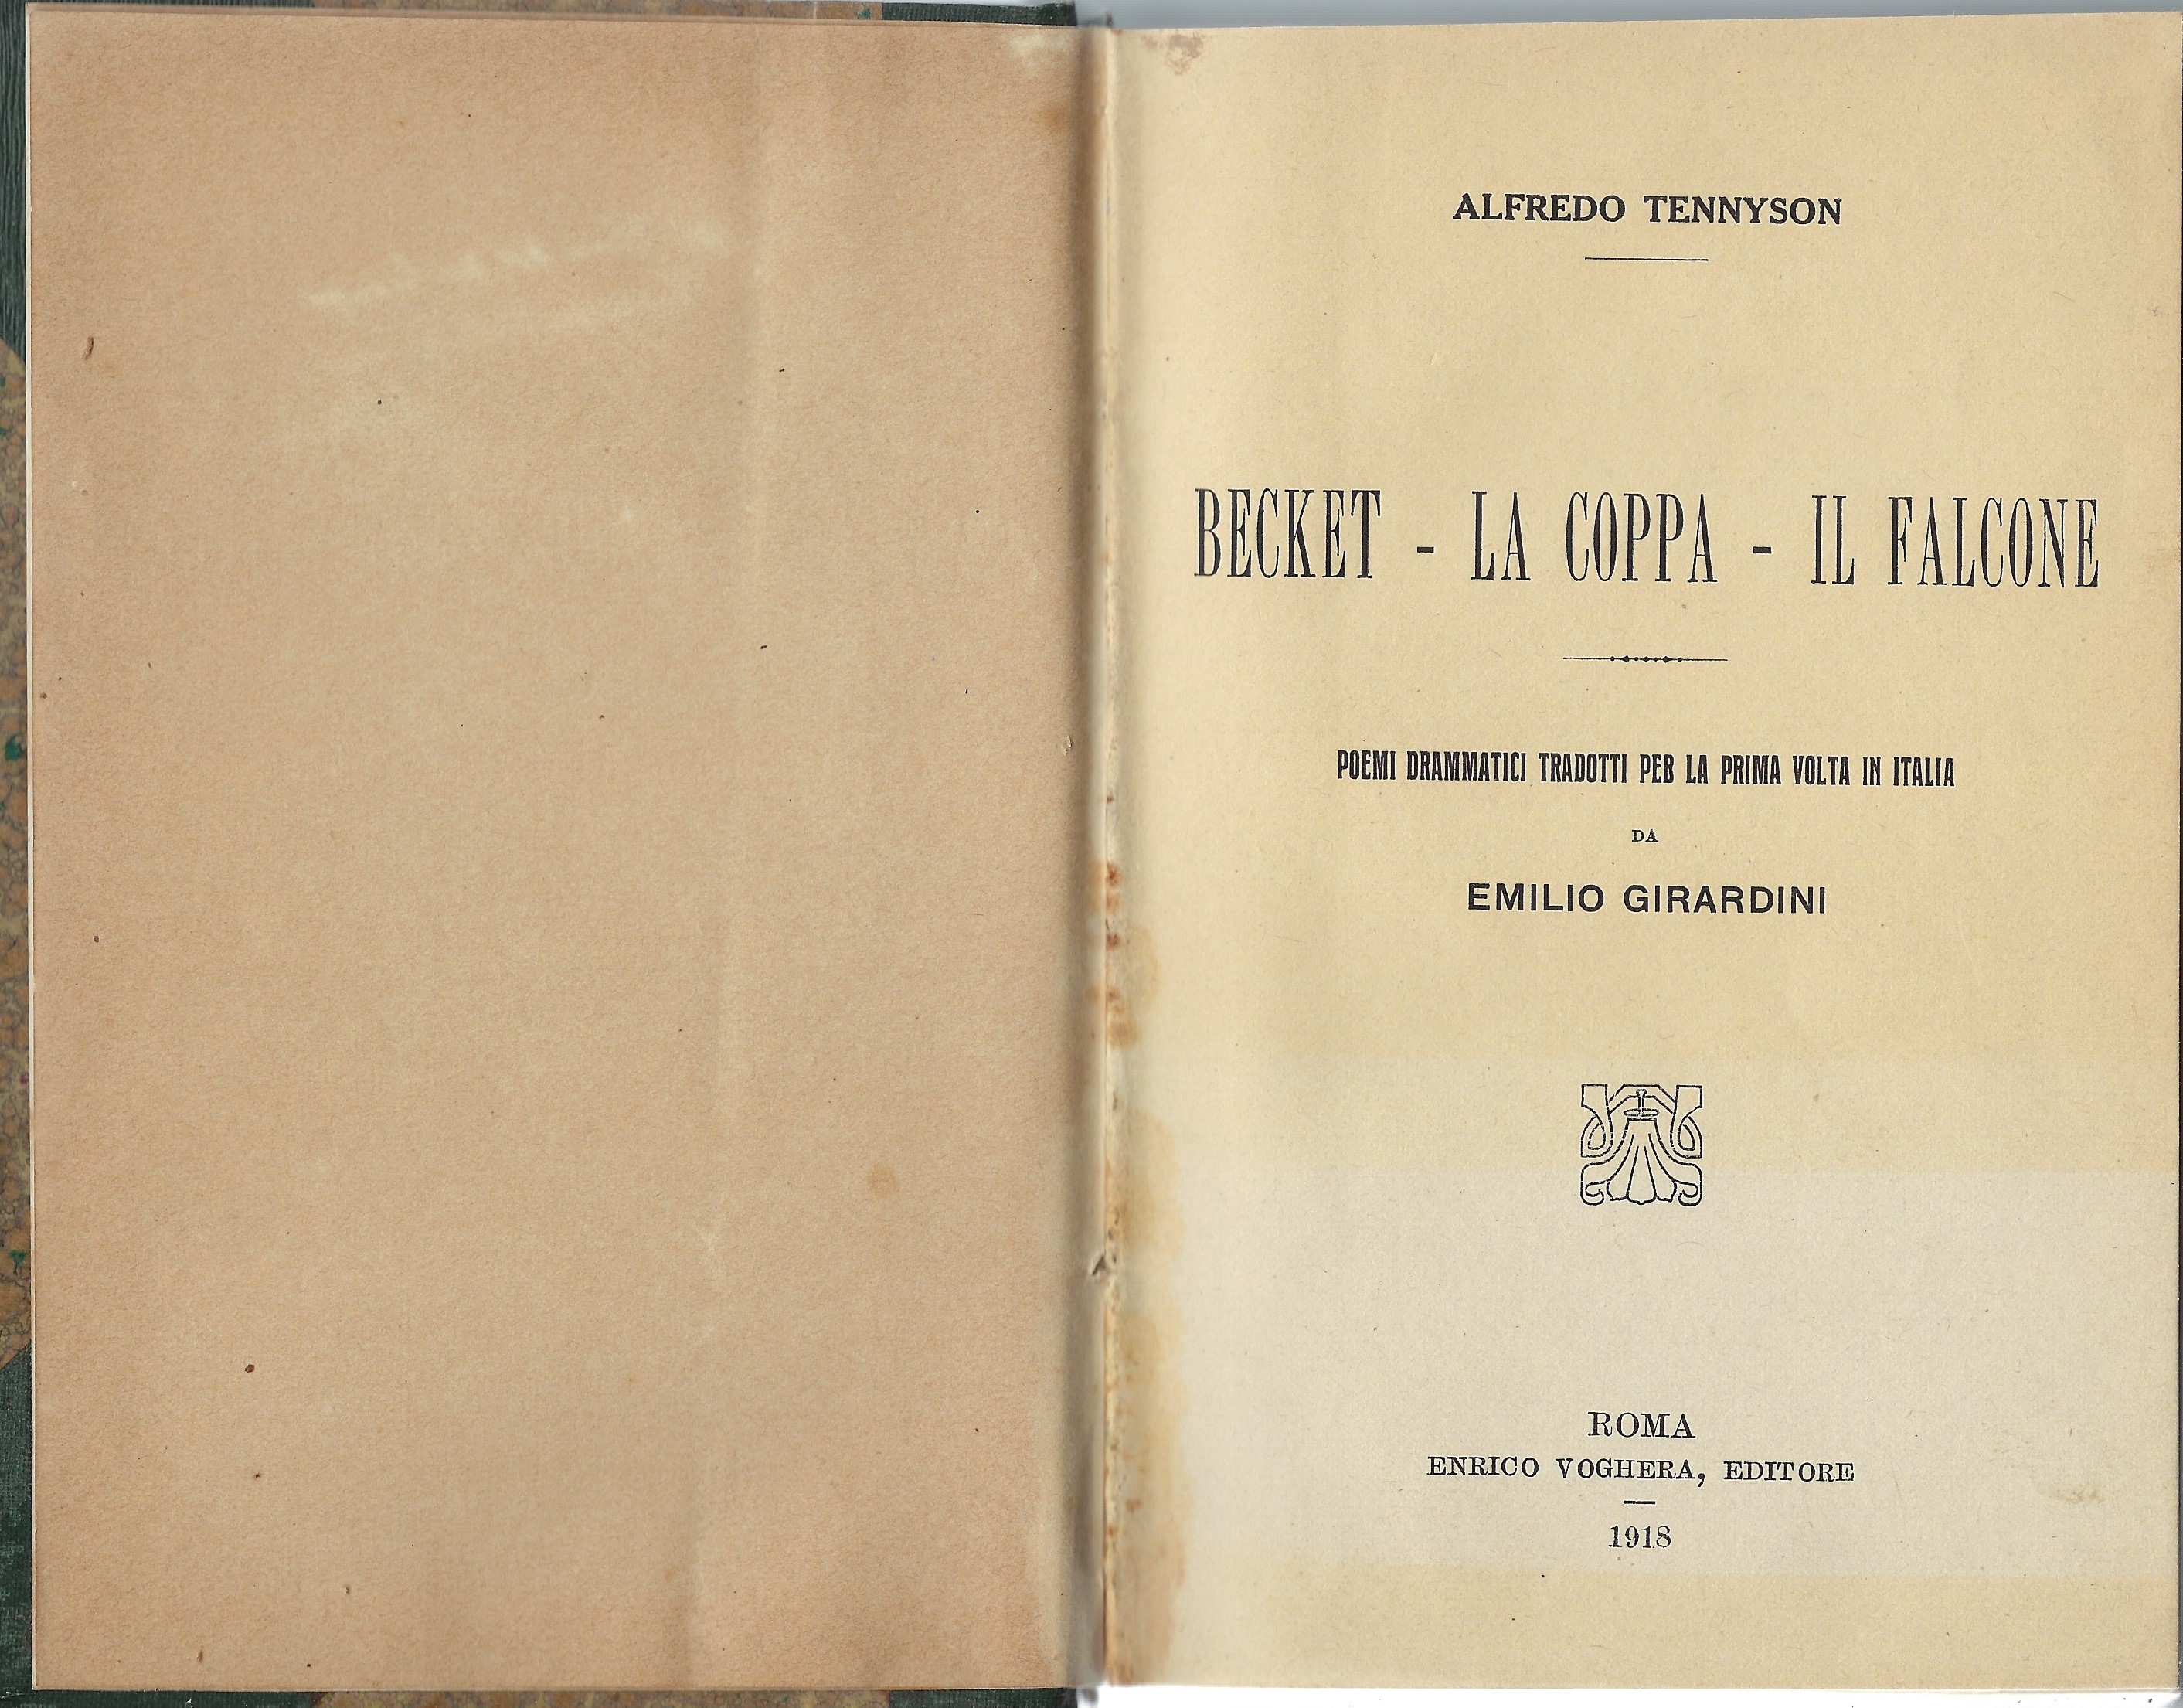 ALFREDO TENNYSON
BECKET - LA COPPA - IL FALCONE
POEMI DRAMMATICI TRADOTTI PEB LA PRIMA VOLTA IN ITALIA
DA
EMILIO GIRARDINI
ROMA
ENRICO VOGHERA, EDITORE
1918